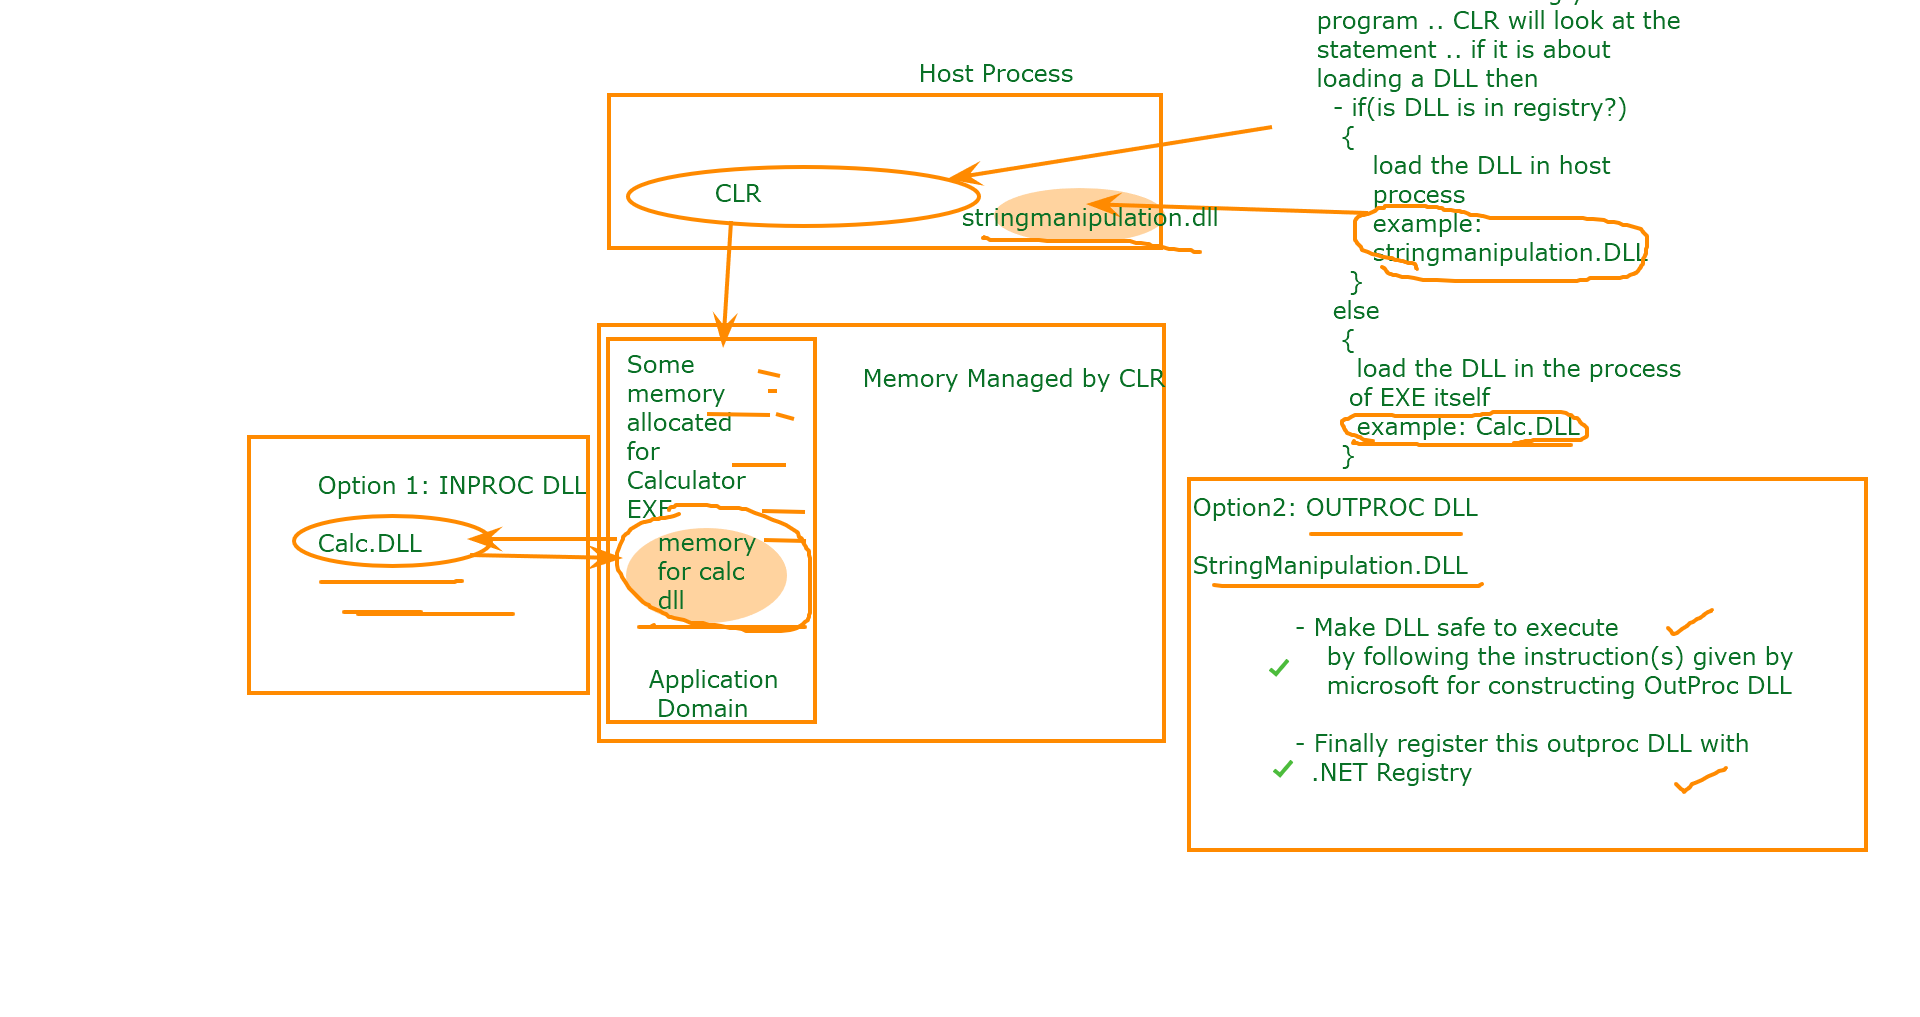 program .. CLR will look at the
statement .. if it is about
loading a DLL then
- if(is DLL is in registry?)
{
load the DLL in host
process
example:
stringmanipulation.DLL
}
else
{
load the DLL in the process
of EXE itself
example: Calc.DLL
}
Host Process
CLR
stringmanipulation.dll
Some
memory
allocated
for
Calculator
EXE
memory
for calc
dll
Application
Domain
Memory Managed by CLR
Option 1: INPROC DLL
Calc.DLL
Option2: OUTPROC DLL
StringManipulation.DLL
- Make DLL safe to execute
by following the instruction(s) given by
microsoft for constructing OutProc DLL
- Finally register this outproc DLL with
.NET Registry